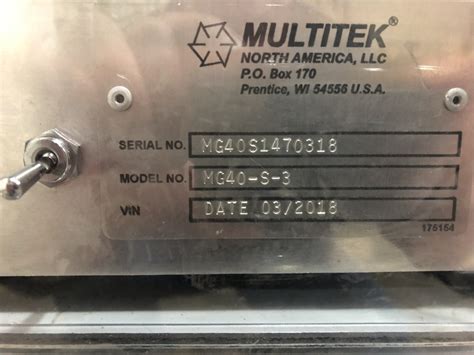 MULTITEK®
NORTH AMERICA, LLC
P.O. Box 170
Prentice, WI 54556 U.S.A.
SERIAL NO. MG40S1470318
MODEL NO. MG40-S-3
VIN DATE 03/2018
175154